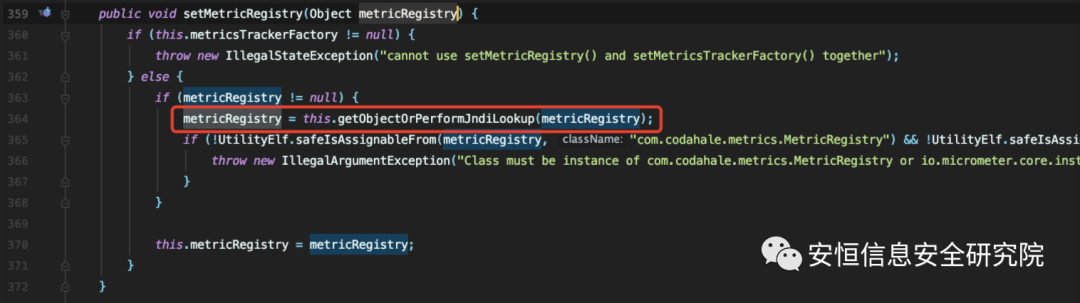 359 public void setMetricRegistry(Object metricRegistry) {
360 if (this.metricsTrackerFactory != null) {
361 throw new IllegalStateException("cannot use setMetricRegistry() and setMetricsTrackerFactory() together");
362 } else {
363 if (metricRegistry != null) {
364 metricRegistry = this.getObjectOrPerformJndiLookup(metricRegistry);
365 if (!UtilityElf.safeIsAssignableFrom(metricRegistry, className: "com.codahale.metrics.MetricRegistry") && !UtilityElf.safeIsAssi
366 throw new IllegalArgumentException("Class must be instance of com.codahale.metrics.MetricRegistry or io.micrometer.core.inst
367 }
368 }
369
370 this.metricRegistry = metricRegistry;
371 }
372 }
安恒信息安全研究院